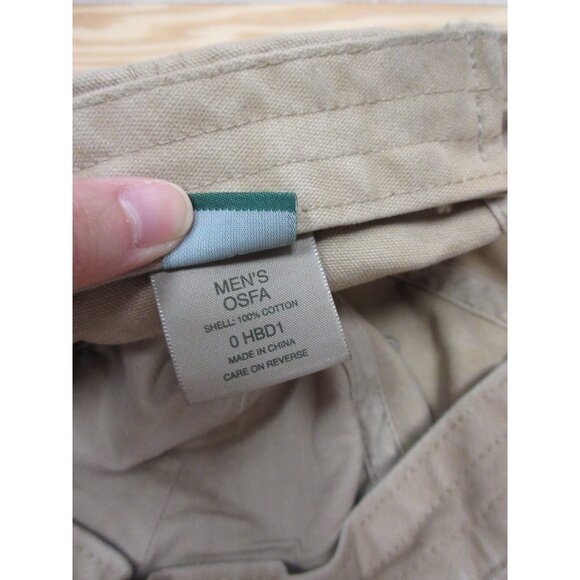 MEN'S
OSFA
SHELL: 100% COTTON
0 HBD1
MADE IN CHINA
CARE ON REVERSE